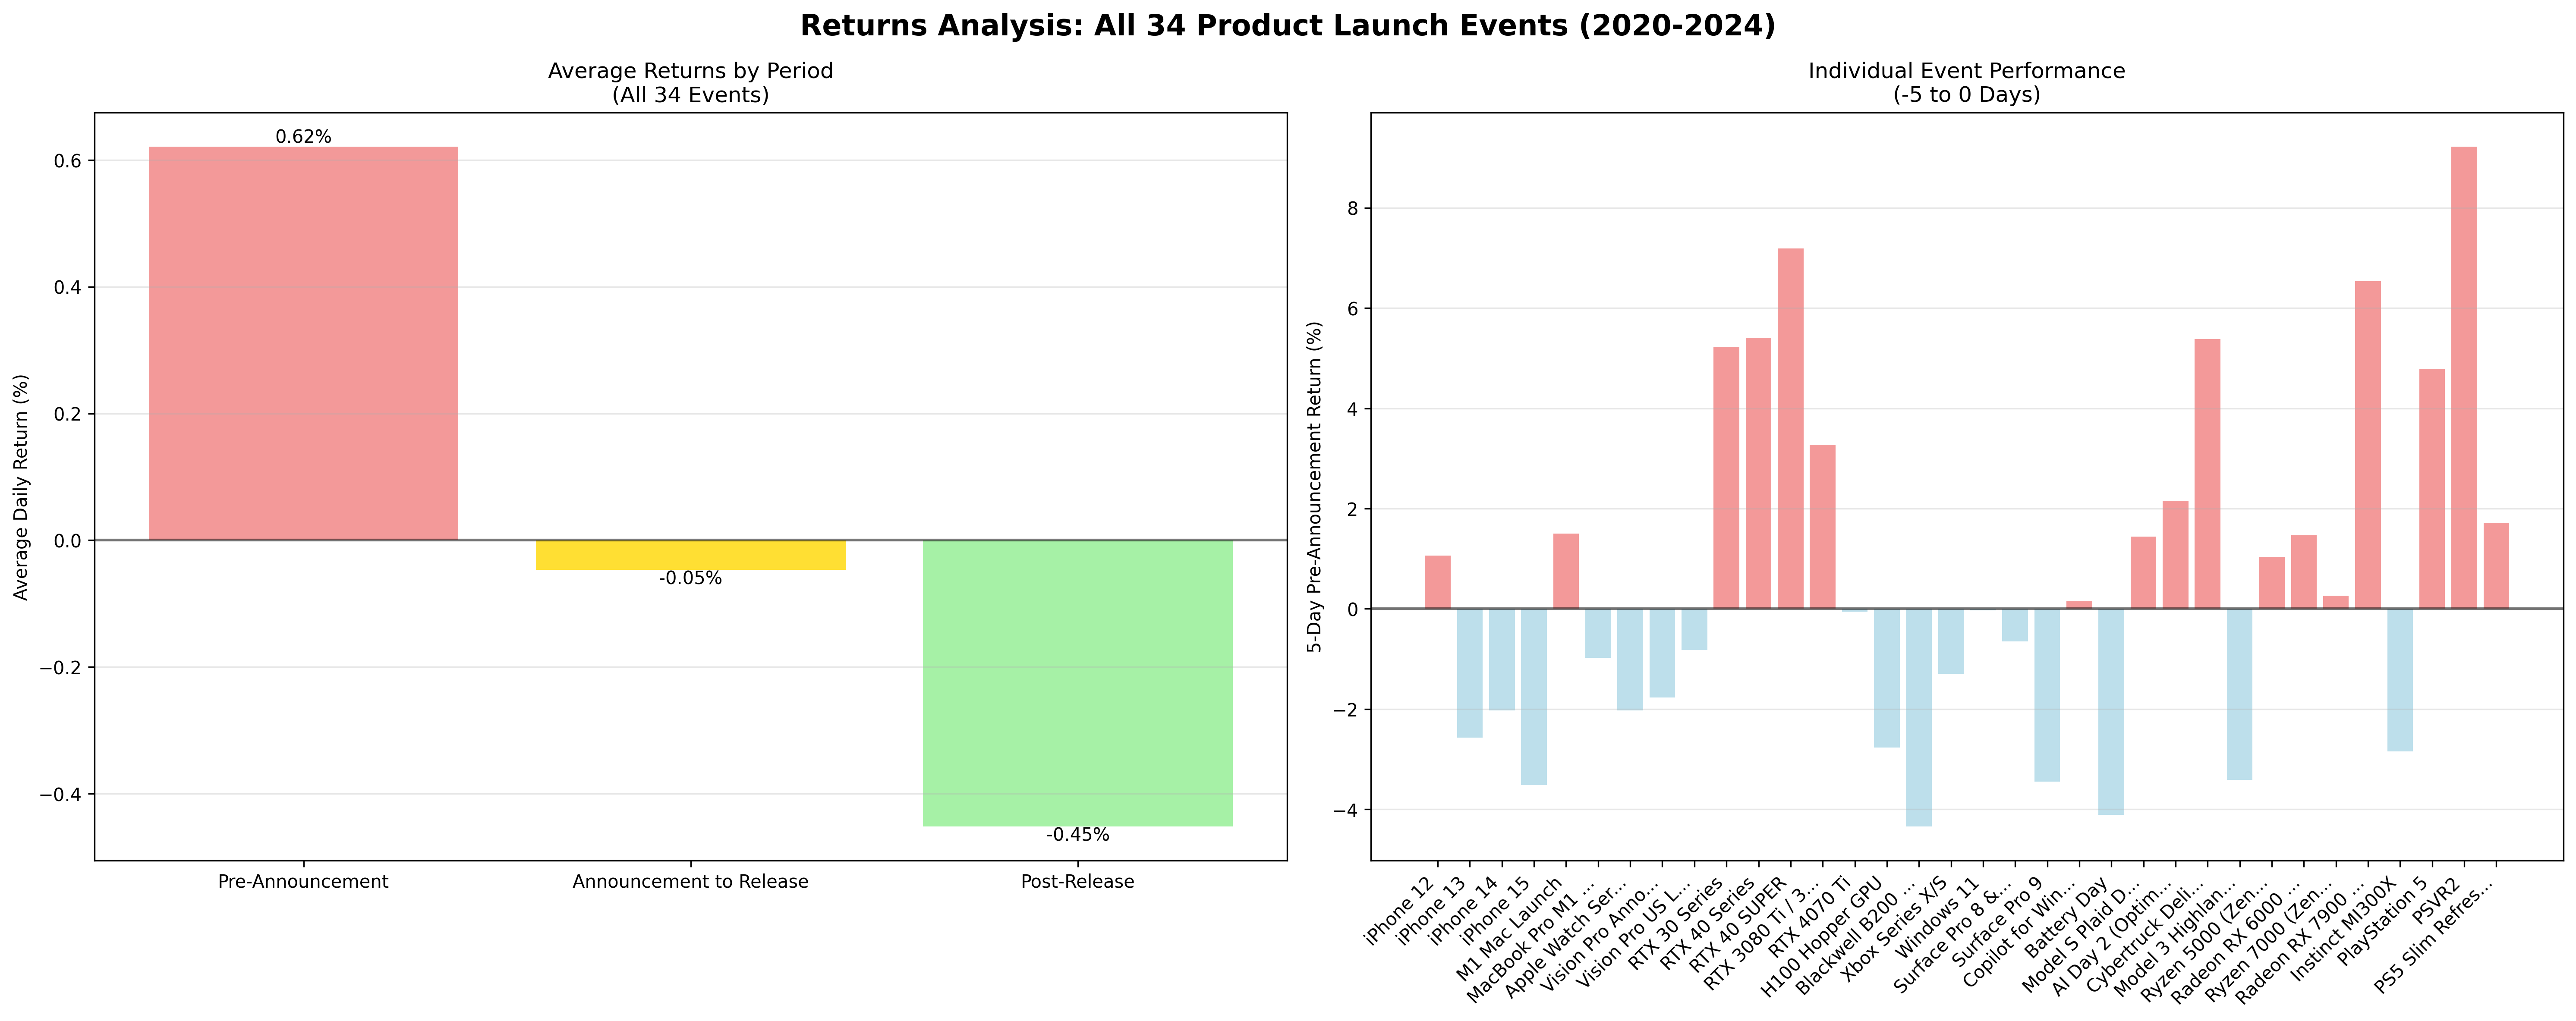 Returns Analysis: All 34 Product Launch Events (2020-2024)
Average Returns by Period
(All 34 Events)
Average Daily Return (%)
0.6
0.4
0.2
0.0
−0.2
−0.4
0.62%
-0.05%
-0.45%
Pre-Announcement
Announcement to Release
Post-Release
Individual Event Performance
(-5 to 0 Days)
5-Day Pre-Announcement Return (%)
8
6
4
2
0
−2
−4
iPhone 12
iPhone 13
iPhone 14
iPhone 15
M1 Mac Launch
MacBook Pro M1 ...
Apple Watch Ser...
Vision Pro Anno...
Vision Pro US L...
RTX 30 Series
RTX 40 Series
RTX 40 SUPER
RTX 3080 Ti / 3...
RTX 4070 Ti
H100 Hopper GPU
Blackwell B200 ...
Xbox Series X/S
Windows 11
Surface Pro 8 &...
Surface Pro 9
Copilot for Win...
Battery Day
Model S Plaid D...
AI Day 2 (Optim...
Cybertruck Deli...
Model 3 Highlan...
Ryzen 5000 (Zen...
Radeon RX 6000 ...
Ryzen 7000 (Zen...
Radeon RX 7900 ...
Instinct MI300X
PlayStation 5
PSVR2
PS5 Slim Refres...